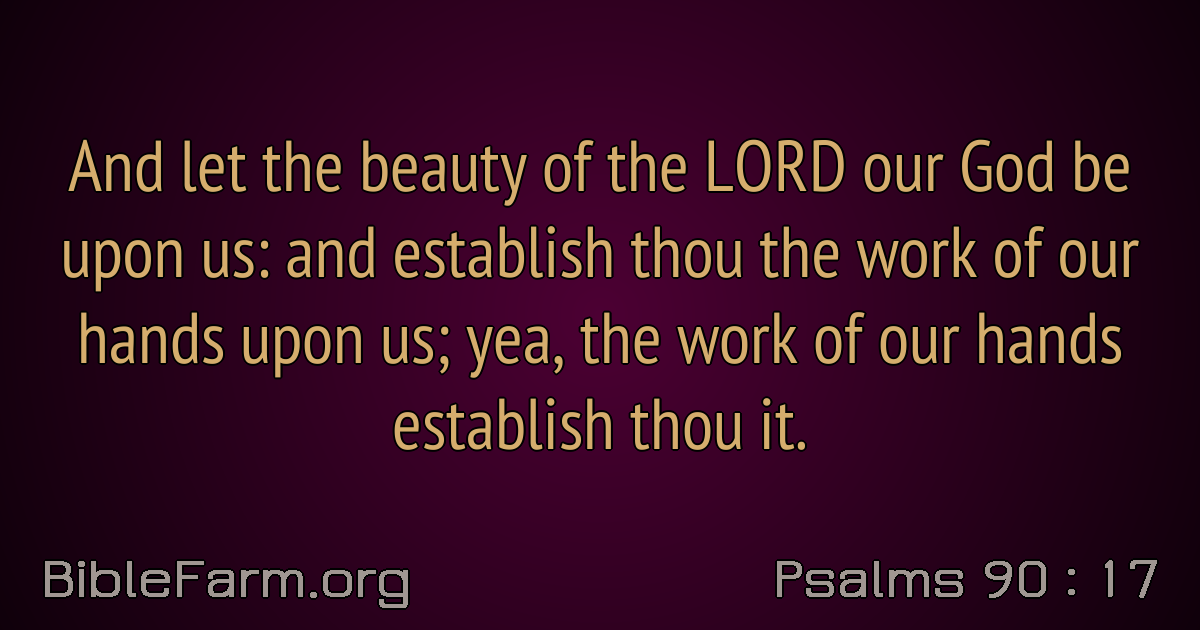 And let the beauty of the LORD our God be
upon us: and establish thou the work of our
hands upon us; yea, the work of our hands
establish thou it.
BibleFarm.org
Psalms 90 : 17